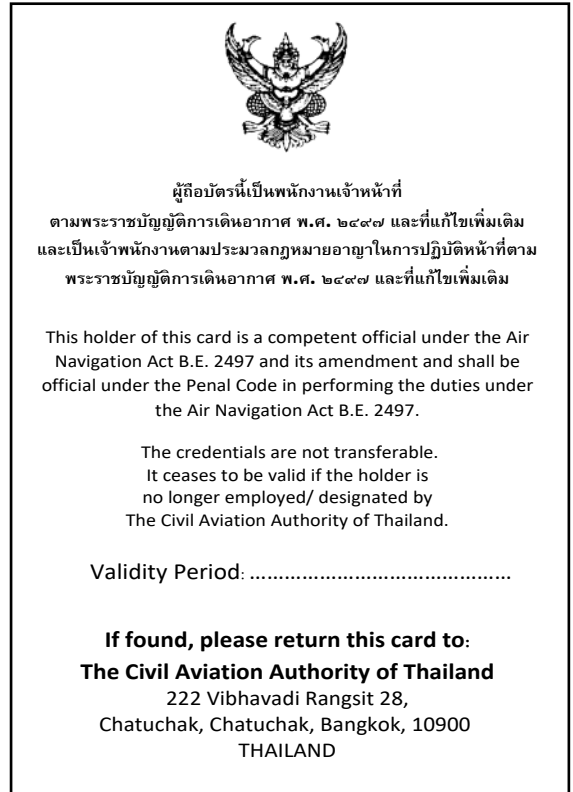 ผู้ถือบัตรนี้เป็นพนักงานเจ้าหน้าที่
ตามพระราชบัญญัติการเดินอากาศ พ.ศ. ๒๔๙๗ และที่แก้ไขเพิ่มเติม
และเป็นเจ้าพนักงานตามประมวลกฎหมายอาญาในการปฏิบัติหน้าที่ตาม
พระราชบัญญัติการเดินอากาศ พ.ศ. ๒๔๙๗ และที่แก้ไขเพิ่มเติม
This holder of this card is a competent official under the Air
Navigation Act B.E. 2497 and its amendment and shall be
official under the Penal Code in performing the duties under
the Air Navigation Act B.E. 2497.
The credentials are not transferable.
It ceases to be valid if the holder is
no longer employed/ designated by
The Civil Aviation Authority of Thailand.
Validity Period: ............................................
If found, please return this card to:
The Civil Aviation Authority of Thailand
222 Vibhavadi Rangsit 28,
Chatuchak, Chatuchak, Bangkok, 10900
THAILAND